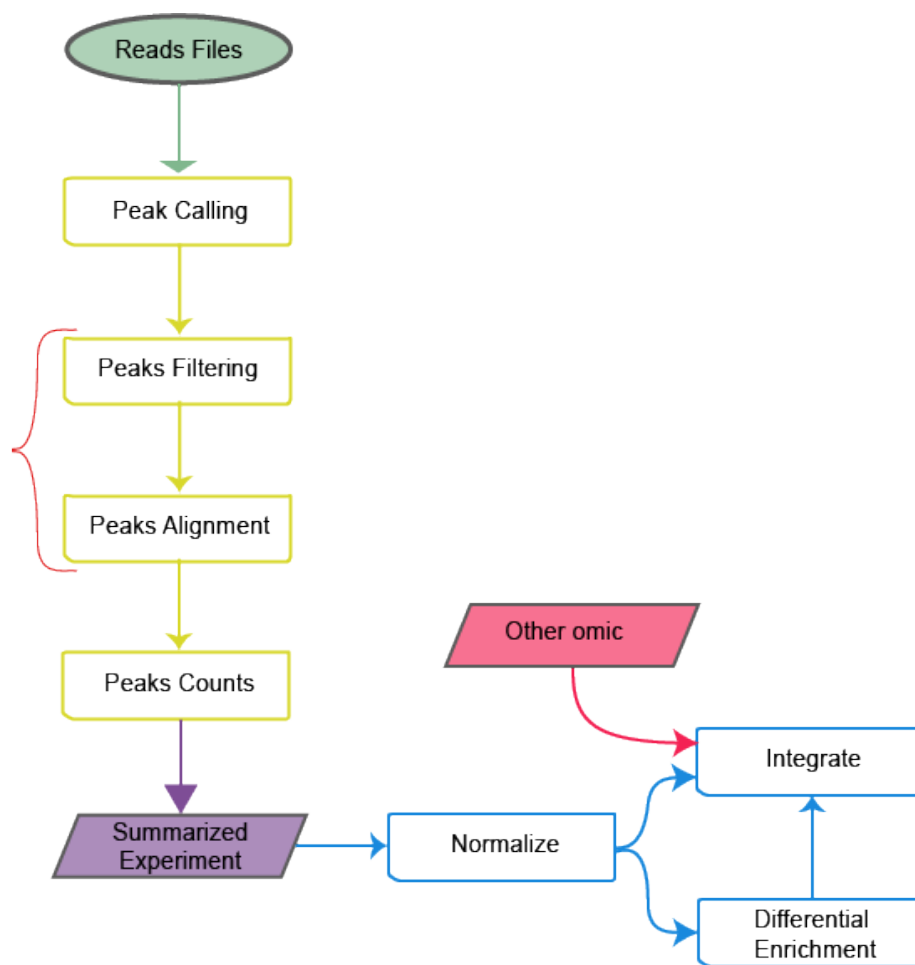 Reads Files
Peak Calling
Peaks Filtering
Peaks Alignment
Peaks Counts
Summarized
Experiment
Other omic
Normalize
Integrate
Differential
Enrichment